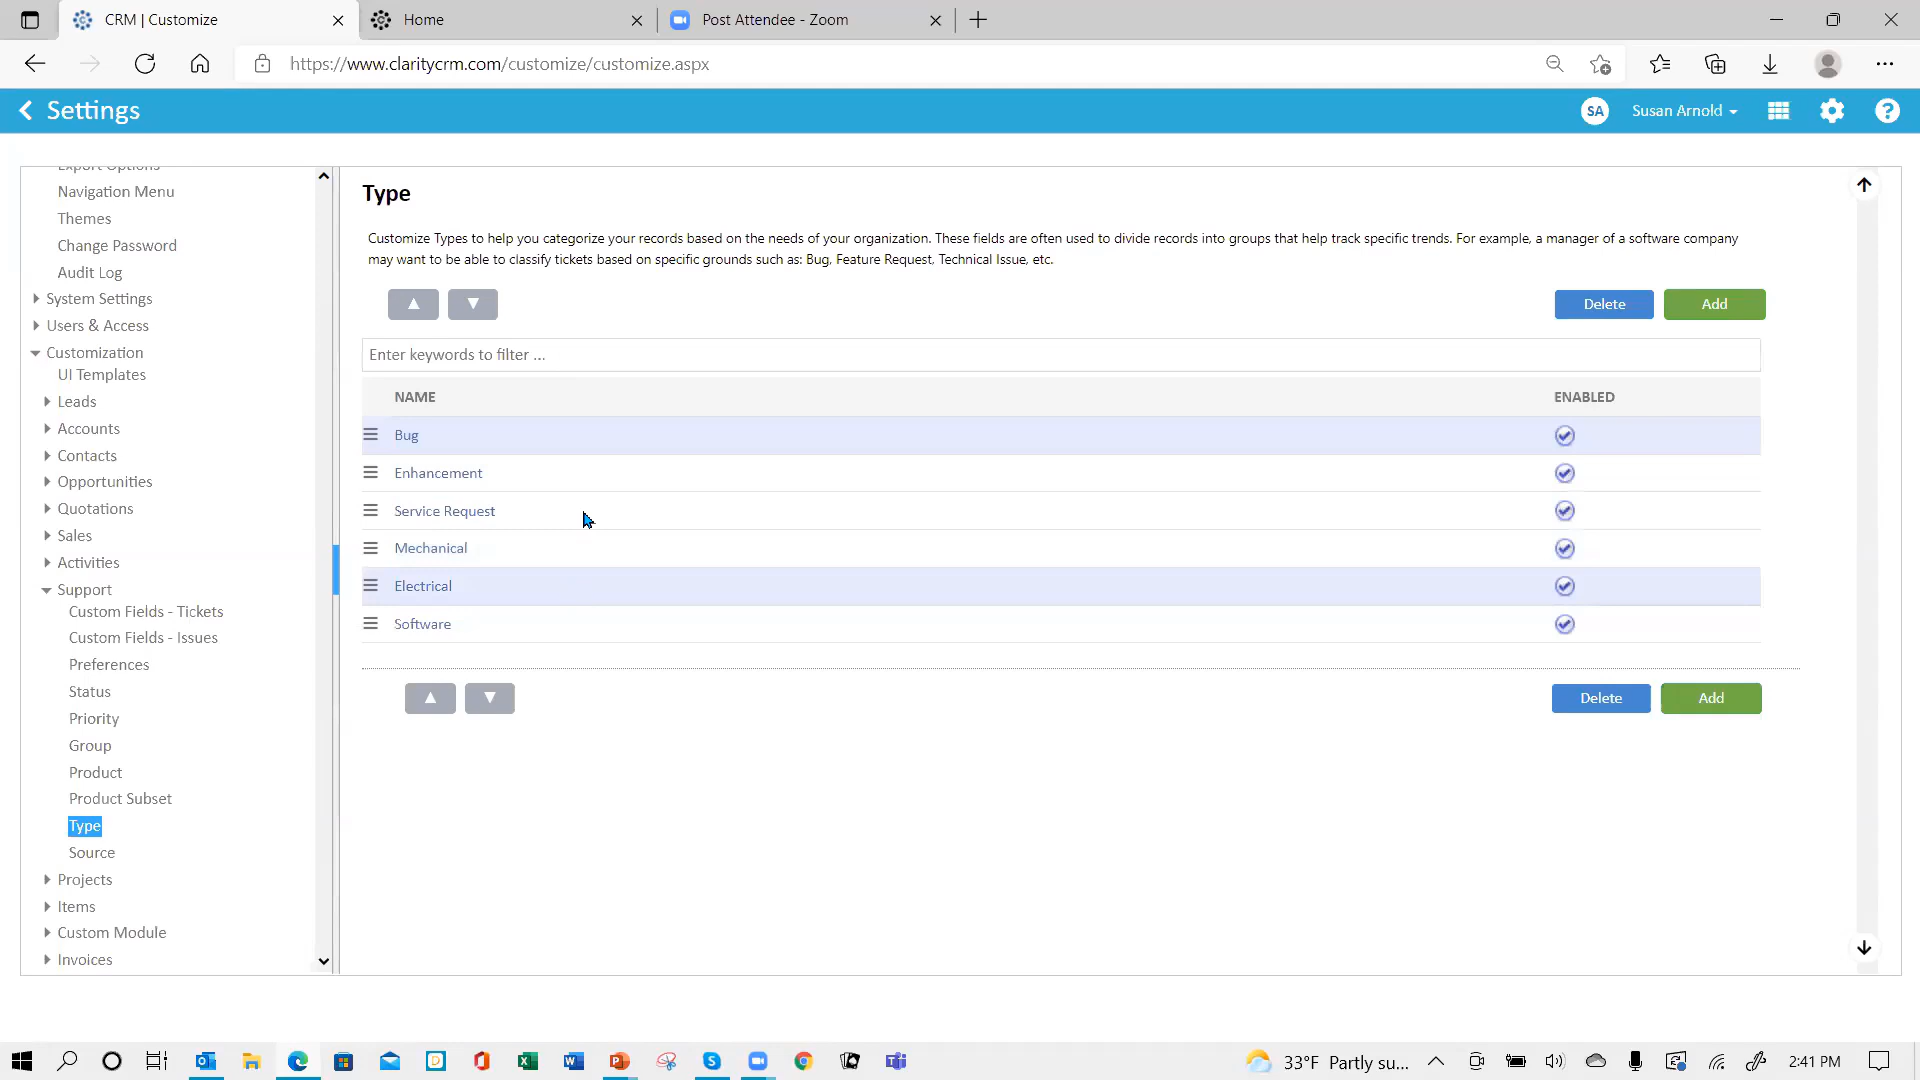 CRM | Customize
Home
Post Attendee - Zoom
https://www.claritycrm.com/customize/customize.aspx
Settings
SA
Susan Arnold
Export Options
Navigation Menu
Themes
Change Password
Audit Log
System Settings
Users & Access
Customization
UI Templates
Leads
Accounts
Contacts
Opportunities
Quotations
Sales
Activities
Support
Custom Fields - Tickets
Custom Fields - Issues
Preferences
Status
Priority
Group
Product
Product Subset
Type
Source
Projects
Items
Custom Module
Invoices
Type
Customize Types to help you categorize your records based on the needs of your organization. These fields are often used to divide records into groups that help track specific trends. For example, a manager of a software company
may want to be able to classify tickets based on specific grounds such as: Bug, Feature Request, Technical Issue, etc.
Delete
Add
Enter keywords to filter ...
NAME
ENABLED
Bug
Enhancement
Service Request
Mechanical
Electrical
Software
Delete
Add
33°F Partly su...
2:41 PM